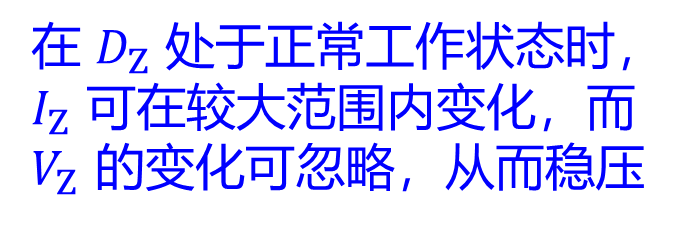 在 D_Z 处于正常工作状态时，
I_Z 可在较大范围内变化，而
V_Z 的变化可忽略，从而稳压